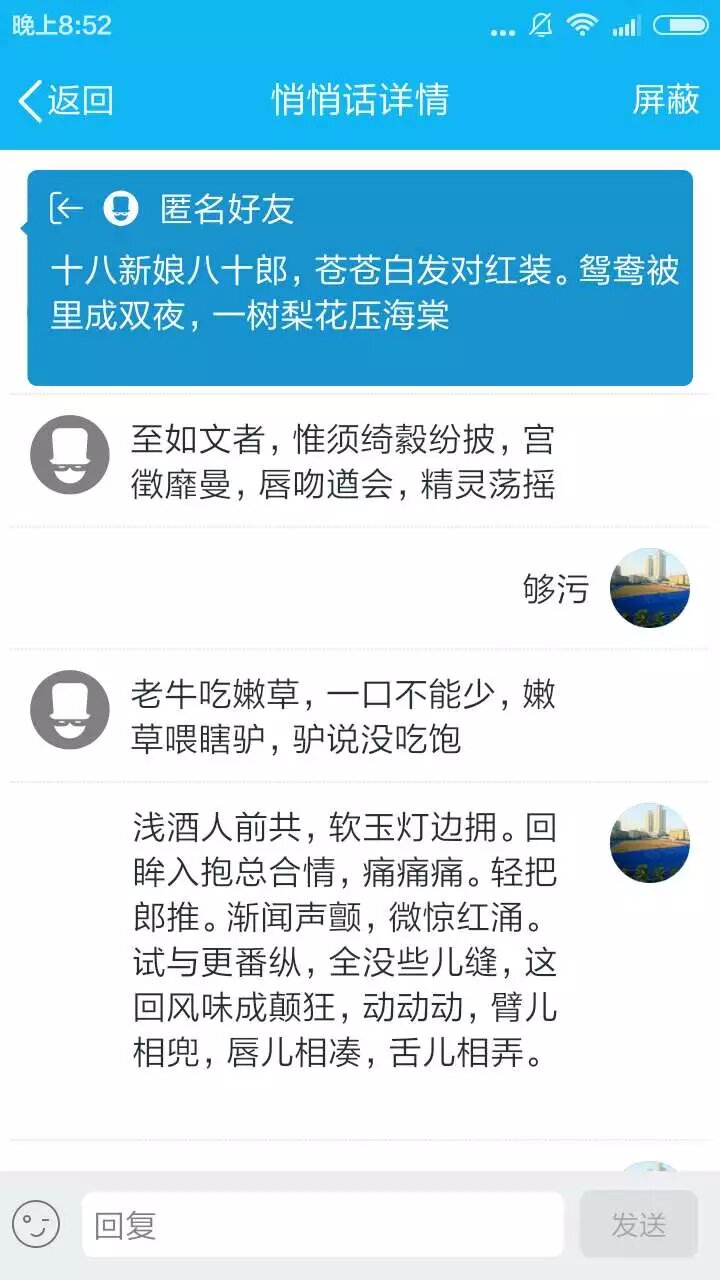 晚上8:52
返回
悄悄话详情
屏蔽
匿名好友
十八新娘八十郎，苍苍白发对红装。鸳鸯被
里成双夜，一树梨花压海棠
至如文者，惟须绮縠纷披，宫
徵靡曼，唇吻遒会，精灵荡摇
够污
老牛吃嫩草，一口不能少，嫩
草喂瞎驴，驴说没吃饱
浅酒人前共，软玉灯边拥。回
眸入抱总合情，痛痛痛。轻把
郎推。渐闻声颤，微惊红涌。
试与更番纵，全没些儿缝，这
回风味成颠狂，动动动，臂儿
相兜，唇儿相凑，舌儿相弄。
回复
发送